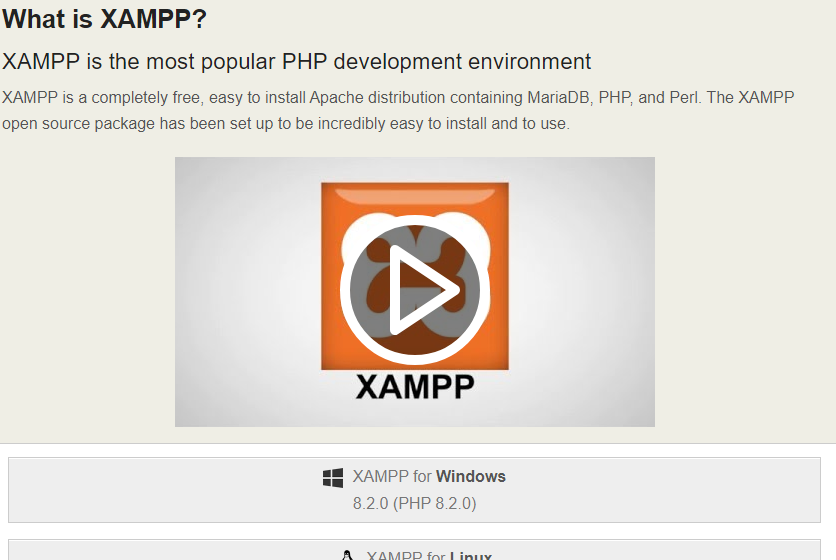 What is XAMPP?
XAMPP is the most popular PHP development environment
XAMPP is a completely free, easy to install Apache distribution containing MariaDB, PHP, and Perl. The XAMPP
open source package has been set up to be incredibly easy to install and to use.
XAMPP
XAMPP for Windows
8.2.0 (PHP 8.2.0)
XAMPP for Linux